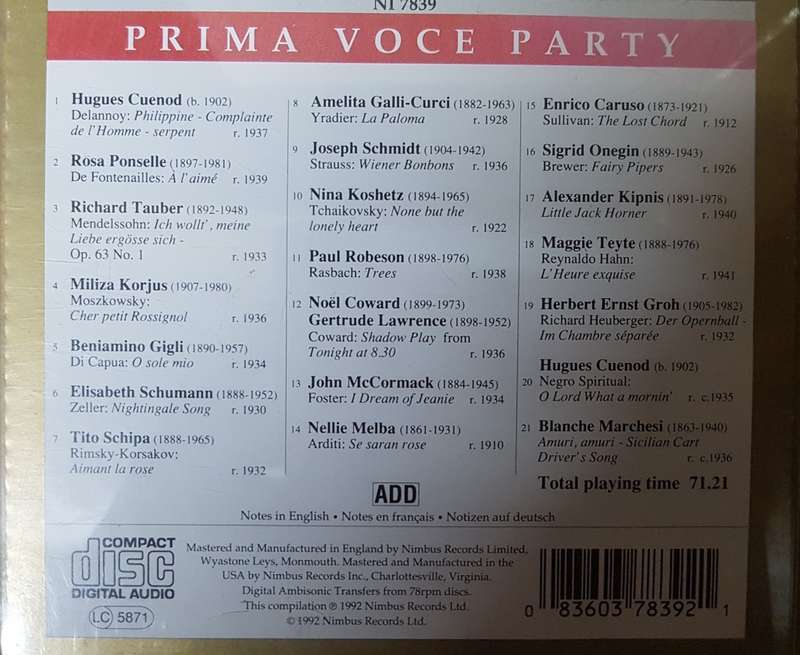 NI 7839
PRIMA VOCE PARTY
1 Hugues Cuenod (b. 1902)
Delannoy: Philippine - Complainte
de l'Homme - serpent r. 1937
2 Rosa Ponselle (1897-1981)
De Fontenailles: À l'aimé r. 1939
3 Richard Tauber (1892-1948)
Mendelssohn: Ich wollt', meine
Liebe ergösse sich -
Op. 63 No. 1 r. 1933
4 Miliza Korjus (1907-1980)
Moszkowsky:
Cher petit Rossignol r. 1936
5 Beniamino Gigli (1890-1957)
Di Capua: O sole mio r. 1934
6 Elisabeth Schumann (1888-1952)
Zeller: Nightingale Song r. 1930
7 Tito Schipa (1888-1965)
Rimsky-Korsakov:
Aimant la rose r. 1932
8 Amelita Galli-Curci (1882-1963)
Yradier: La Paloma r. 1928
9 Joseph Schmidt (1904-1942)
Strauss: Wiener Bonbons r. 1936
10 Nina Koshetz (1894-1965)
Tchaikovsky: None but the
lonely heart r. 1922
11 Paul Robeson (1898-1976)
Rasbach: Trees r. 1938
12 Noël Coward (1899-1973)
Gertrude Lawrence (1898-1952)
Coward: Shadow Play from
Tonight at 8.30 r. 1936
13 John McCormack (1884-1945)
Foster: I Dream of Jeanie r. 1934
14 Nellie Melba (1861-1931)
Arditi: Se saran rose r. 1910
15 Enrico Caruso (1873-1921)
Sullivan: The Lost Chord r. 1912
16 Sigrid Onegin (1889-1943)
Brewer: Fairy Pipers r. 1926
17 Alexander Kipnis (1891-1978)
Little Jack Horner r. 1940
18 Maggie Teyte (1888-1976)
Reynaldo Hahn:
L'Heure exquise r. 1941
19 Herbert Ernst Groh (1905-1982)
Richard Heuberger: Der Opernball -
Im Chambre séparée r. 1932
Hugues Cuenod (b. 1902)
20 Negro Spiritual:
O Lord What a mornin' r. c.1935
21 Blanche Marchesi (1863-1940)
Amuri, amuri - Sicilian Cart
Driver's Song r. c.1936
Total playing time 71.21
ADD
Notes in English • Notes en français • Notizen auf deutsch
COMPACT
disc
DIGITAL AUDIO
LC 5871
Mastered and Manufactured in England by Nimbus Records Limited,
Wyastone Leys, Monmouth. Mastered and Manufactured in the
USA by Nimbus Records Inc., Charlottesville, Virginia.
Digital Ambisonic Transfers from 78rpm discs.
This compilation ℗ 1992 Nimbus Records Ltd.
© 1992 Nimbus Records Ltd.
0 83603 78392 1